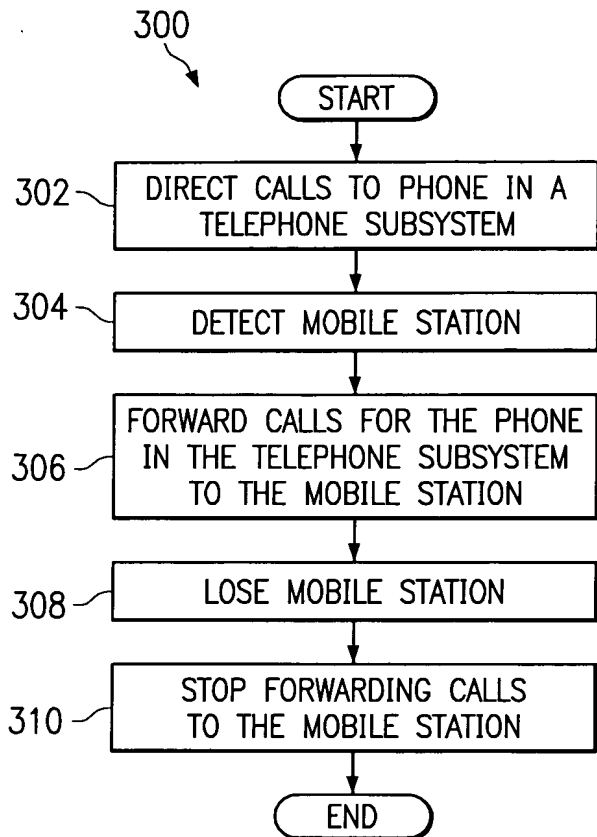 300
START
302
DIRECT CALLS TO PHONE IN A
TELEPHONE SUBSYSTEM
304
DETECT MOBILE STATION
306
FORWARD CALLS FOR THE PHONE
IN THE TELEPHONE SUBSYSTEM
TO THE MOBILE STATION
308
LOSE MOBILE STATION
310
STOP FORWARDING CALLS
TO THE MOBILE STATION
END